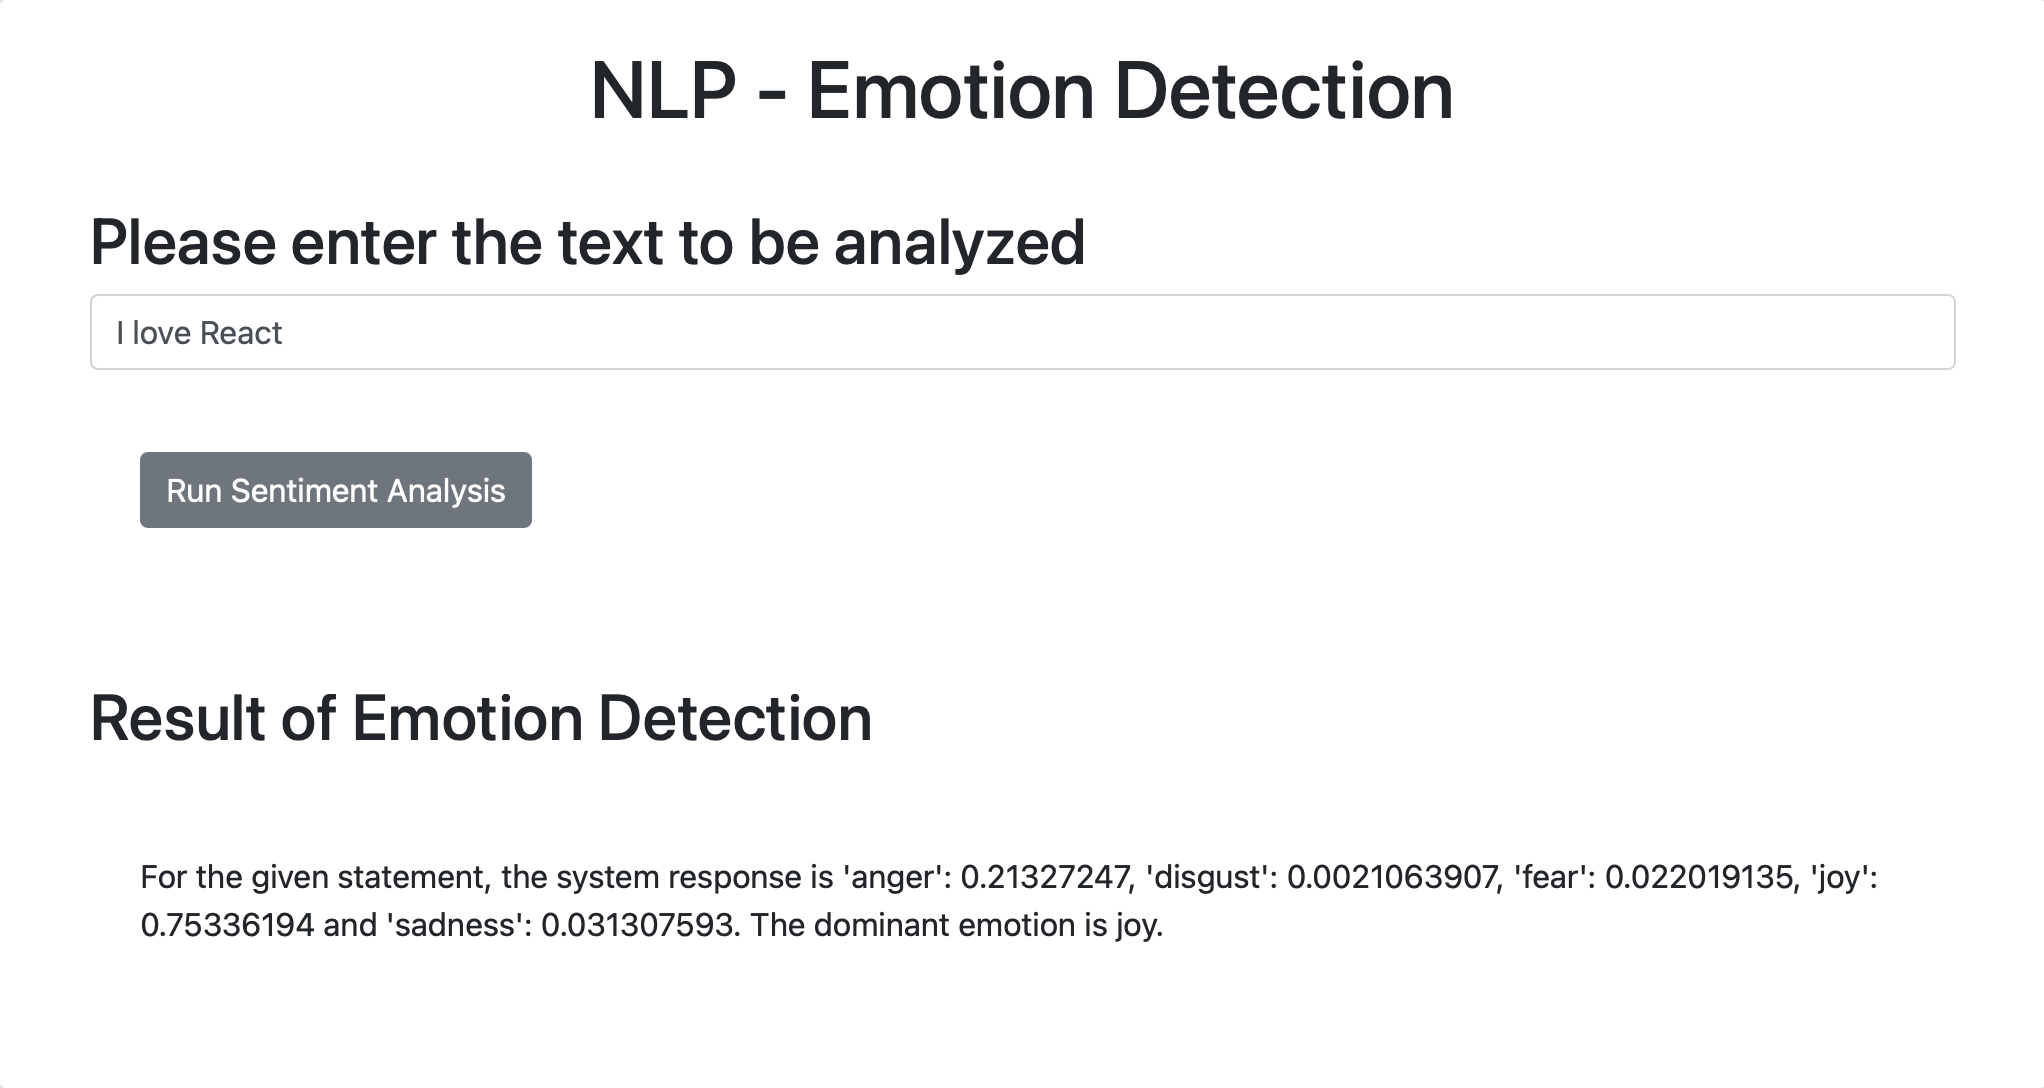 NLP - Emotion Detection
Please enter the text to be analyzed
I love React
Run Sentiment Analysis
Result of Emotion Detection
For the given statement, the system response is 'anger': 0.21327247, 'disgust': 0.0021063907, 'fear': 0.022019135, 'joy':
0.75336194 and 'sadness': 0.031307593. The dominant emotion is joy.